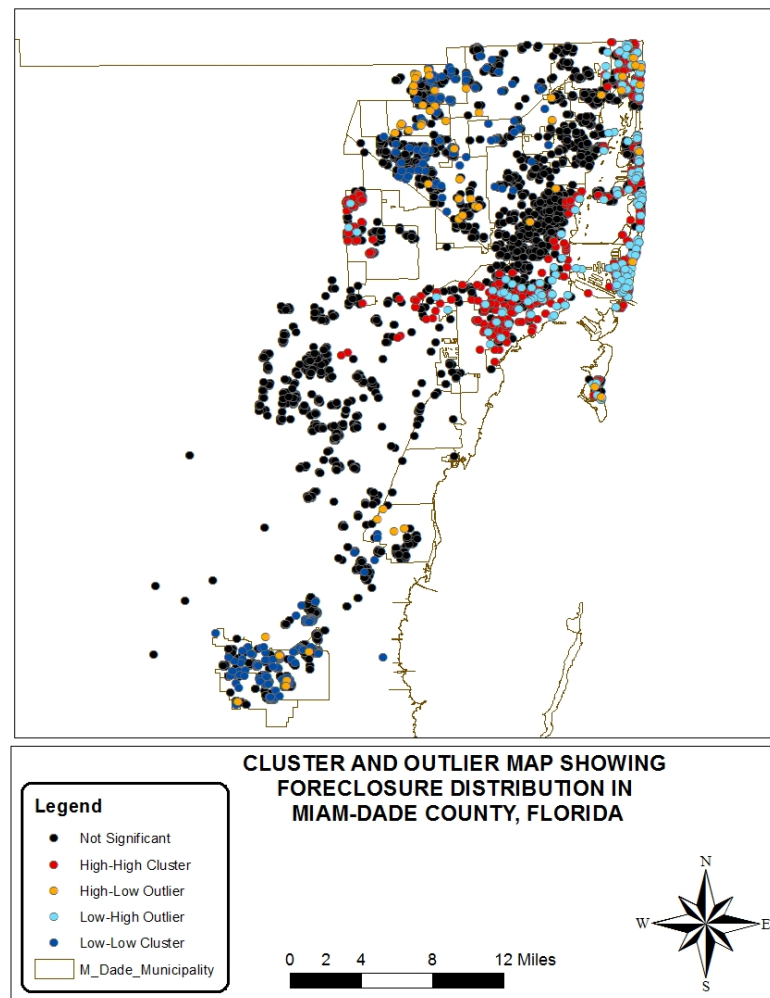 CLUSTER AND OUTLIER MAP SHOWING
FORECLOSURE DISTRIBUTION IN
MIAM-DADE COUNTY, FLORIDA
Legend
Not Significant
High-High Cluster
High-Low Outlier
Low-High Outlier
Low-Low Cluster
M_Dade_Municipality
N
W E
S
0 2 4 8 12 Miles